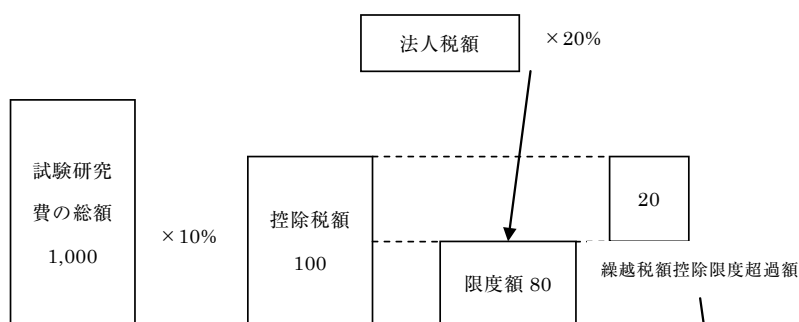 法人税額
×20%
試験研究
費の総額
1,000
×10%
控除税額
100
20
限度額 80
繰越税額控除限度超過額